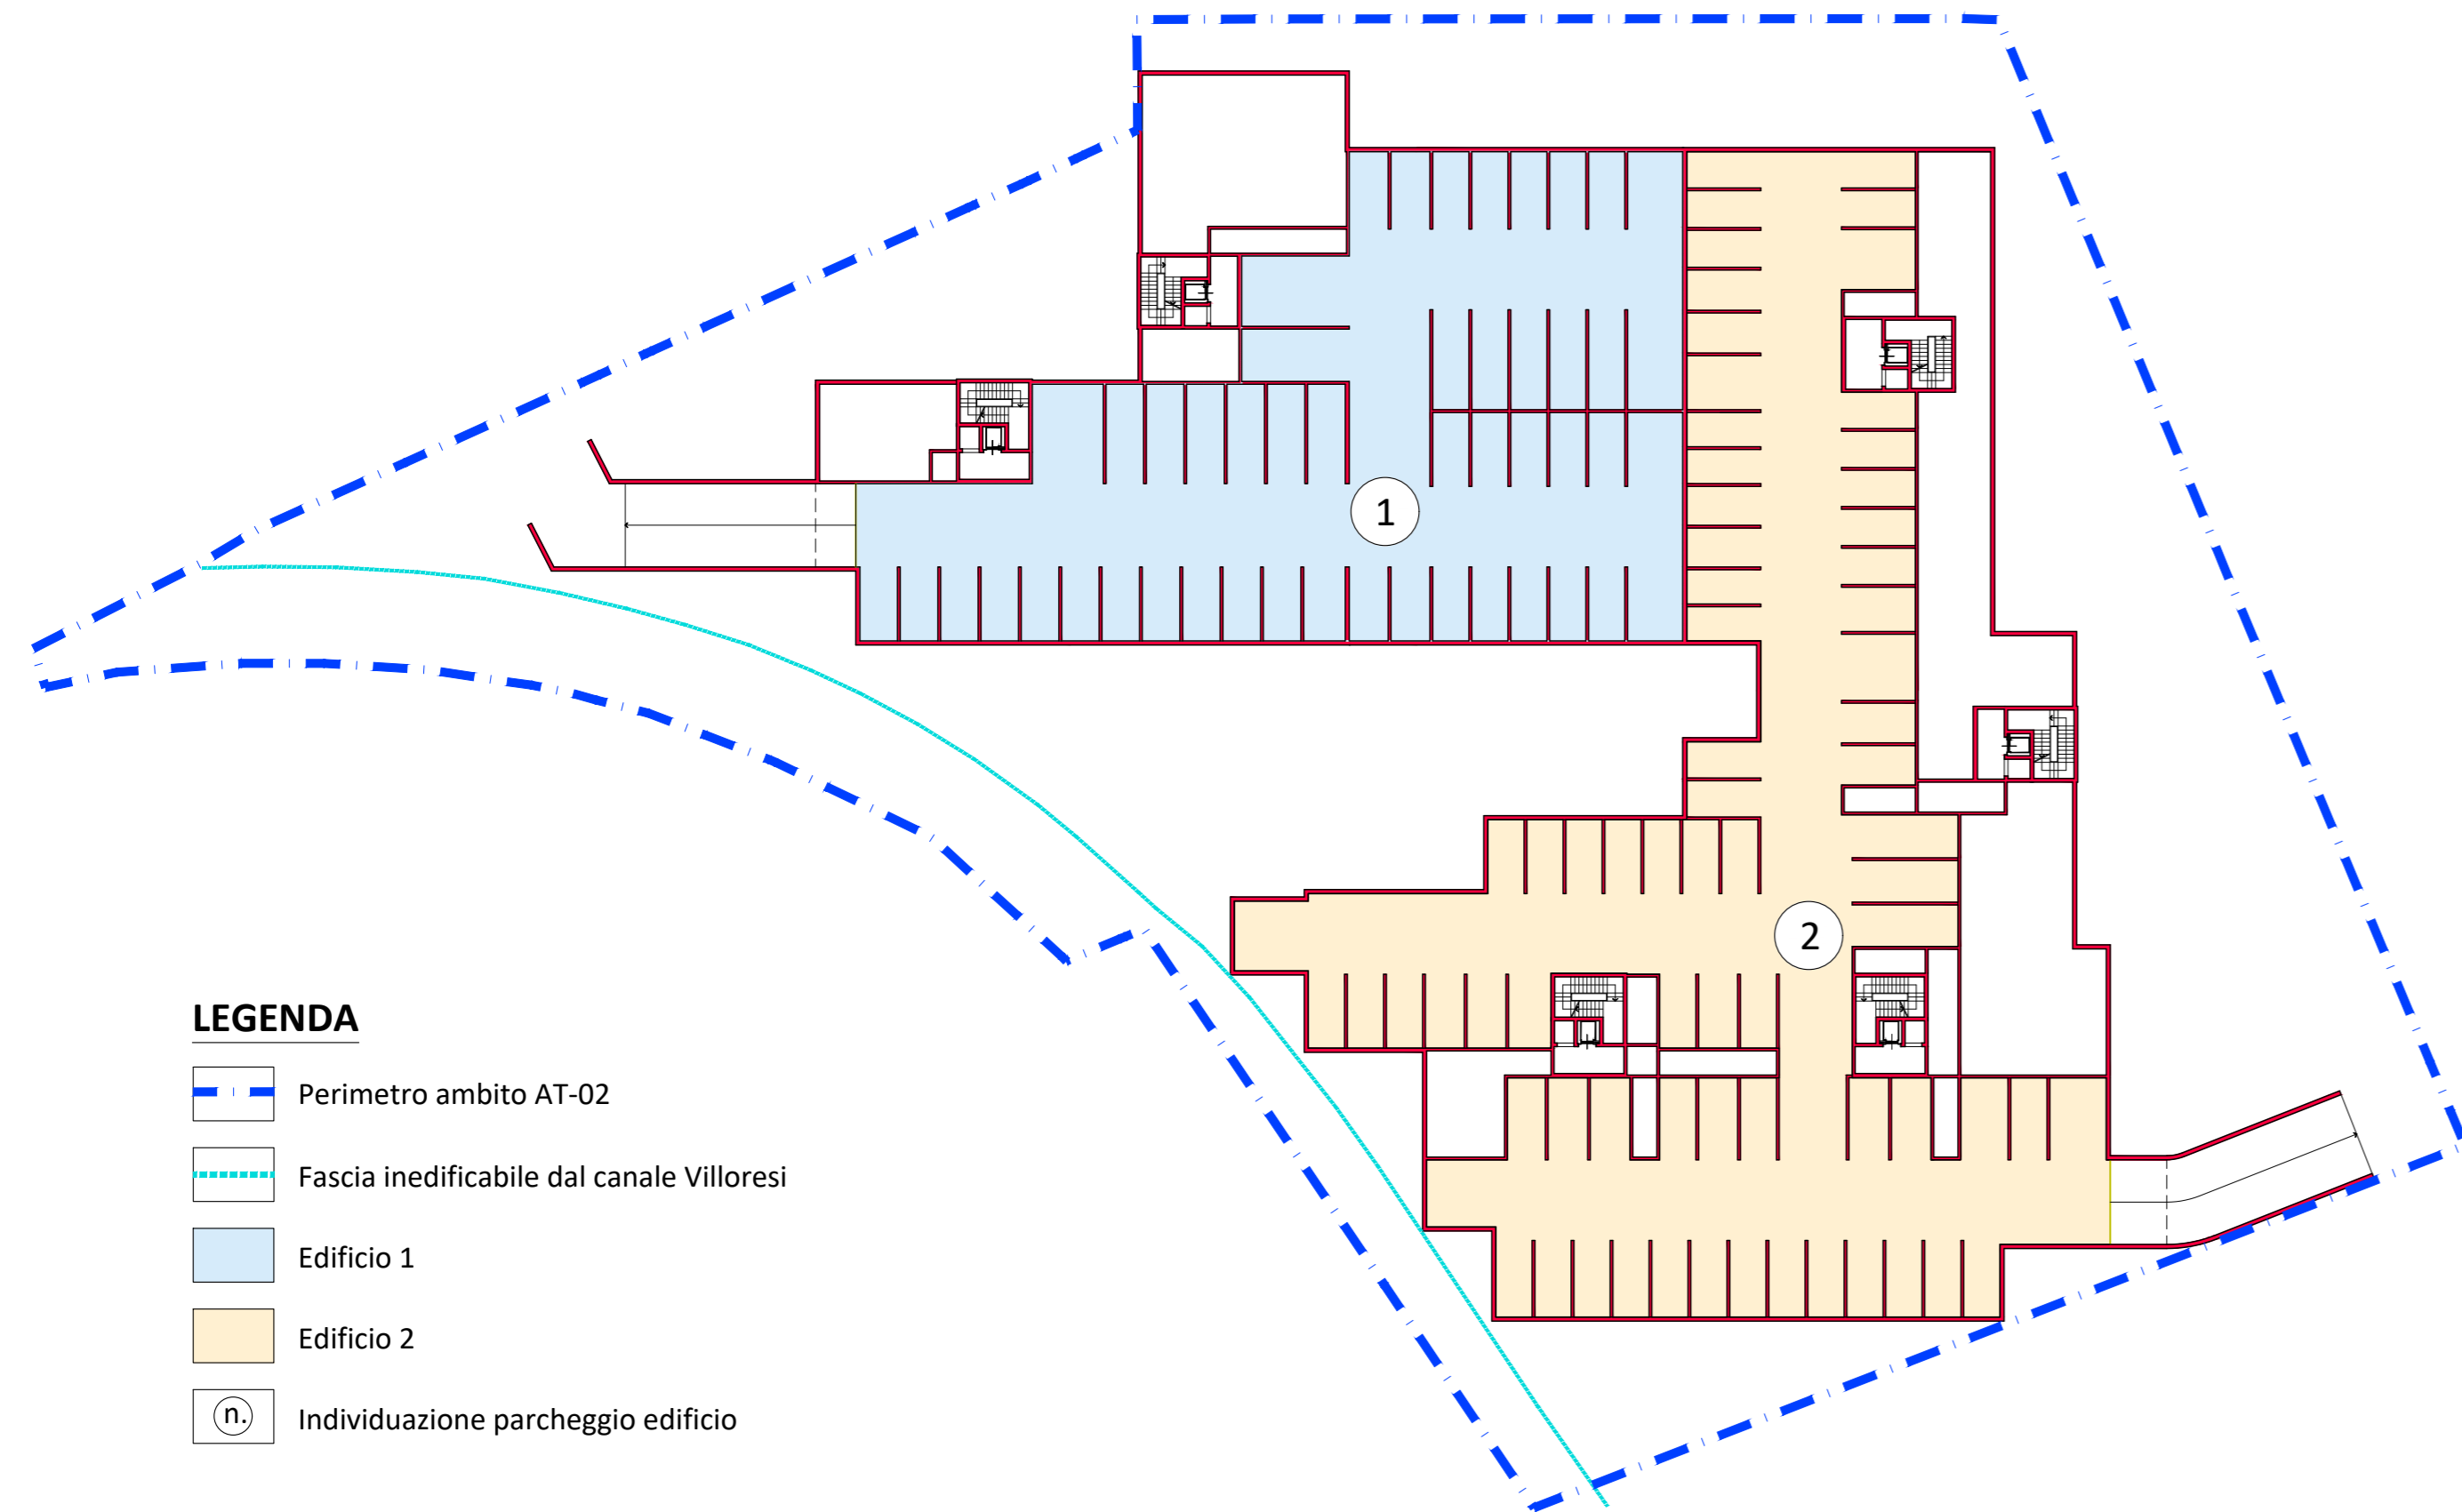 1
2
LEGENDA
Perimetro ambito AT-02
Fascia inedificabile dal canale Villoresi
Edificio 1
Edificio 2
n. Individuazione parcheggio edificio